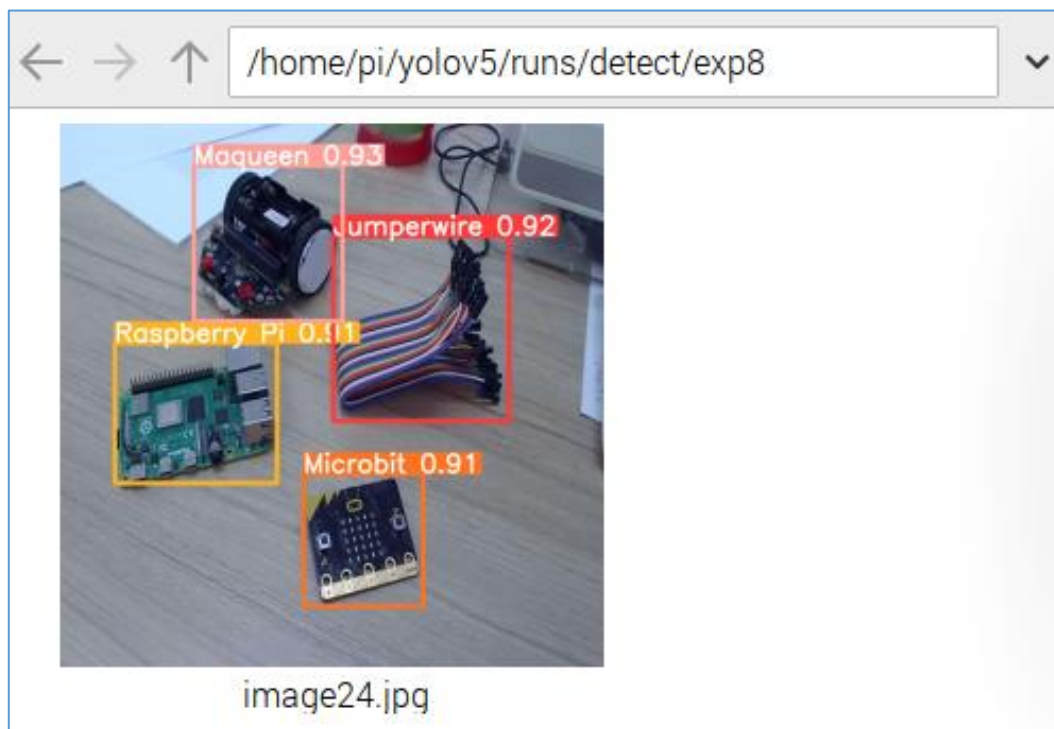 /home/pi/yolov5/runs/detect/exp8
Maqueen 0.93
Jumperwire 0.92
Raspberry Pi 0.91
Microbit 0.91
image24.jpg